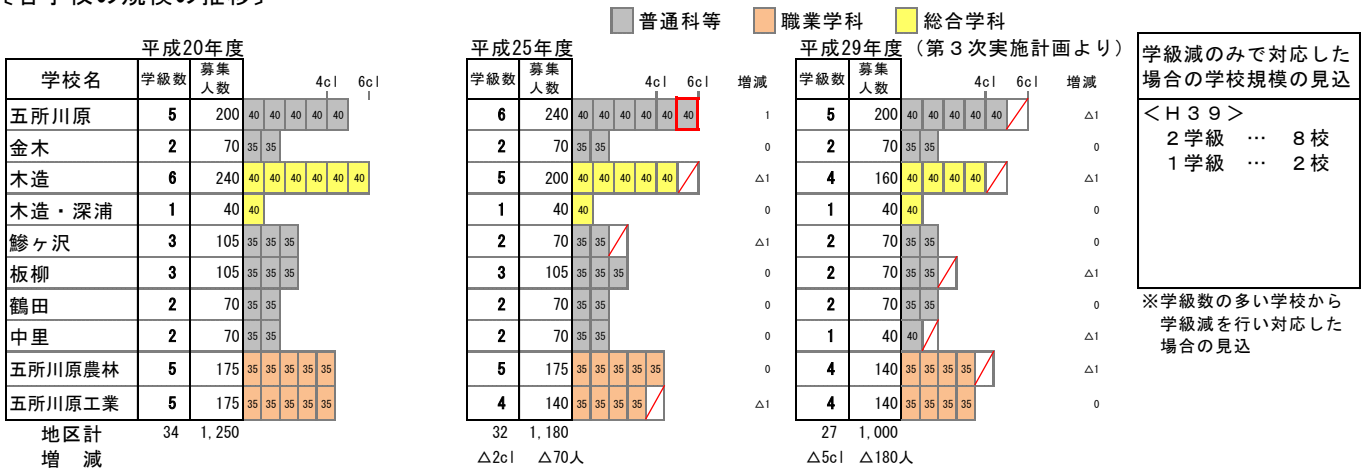 普通科等 職業学科 総合学科
平成20年度 平成25年度 平成29年度(第3次実施計画より)
学校名 学級数 募集人数 4cl 6cl 学級数 募集人数 4cl 6cl 増減 学級数 募集人数 4cl 6cl 増減
五所川原 5 200 40 40 40 40 40 6 240 40 40 40 40 40 40 1 5 200 40 40 40 40 40 △1
金木 2 70 35 35 2 70 35 35 0 2 70 35 35 0
木造 6 240 40 40 40 40 40 40 5 200 40 40 40 40 40 △1 4 160 40 40 40 40 △1
木造・深浦 1 40 40 1 40 40 0 1 40 40 0
鰺ヶ沢 3 105 35 35 35 2 70 35 35 △1 2 70 35 35 0
板柳 3 105 35 35 35 3 105 35 35 35 0 2 70 35 35 △1
鶴田 2 70 35 35 2 70 35 35 0 2 70 35 35 0
中里 2 70 35 35 2 70 35 35 0 1 40 40 △1
五所川原農林 5 175 35 35 35 35 35 5 175 35 35 35 35 35 0 4 140 35 35 35 35 △1
五所川原工業 5 175 35 35 35 35 35 4 140 35 35 35 35 △1 4 140 35 35 35 35 0
地区計 34 1,250 32 1,180 27 1,000
増減 △2cl △70人 △5cl △180人
学級減のみで対応した
場合の学校規模の見込
<H39>
2学級 … 8校
1学級 … 2校
※学級数の多い学校から
学級減を行い対応した
場合の見込